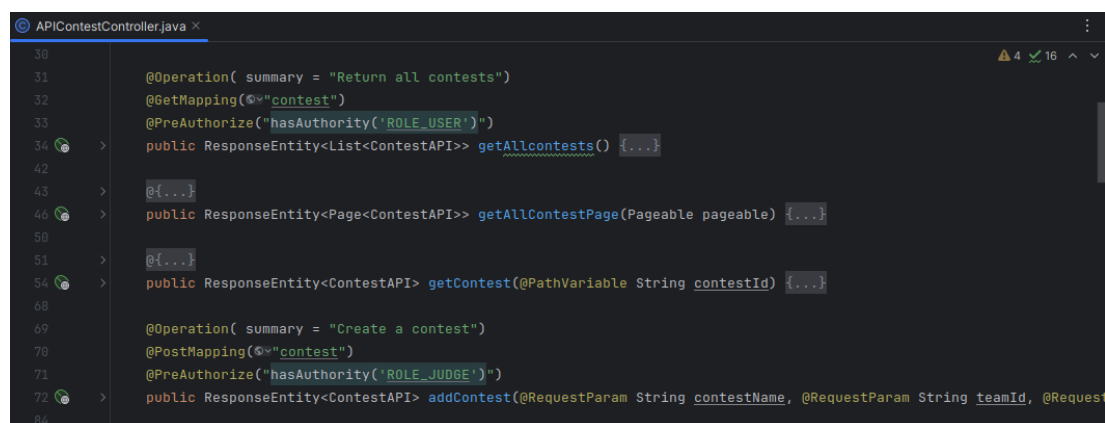 APIContestController.java
4 16
30
31 @Operation( summary = "Return all contests")
32 @GetMapping("contest")
33 @PreAuthorize("hasAuthority('ROLE_USER')")
34 public ResponseEntity<List<ContestAPI>> getAllcontests() {...}
42
43 @{...}
46 public ResponseEntity<Page<ContestAPI>> getAllContestPage(Pageable pageable) {...}
50
51 @{...}
54 public ResponseEntity<ContestAPI> getContest(@PathVariable String contestId) {...}
68
69 @Operation( summary = "Create a contest")
70 @PostMapping("contest")
71 @PreAuthorize("hasAuthority('ROLE_JUDGE')")
72 public ResponseEntity<ContestAPI> addContest(@RequestParam String contestName, @RequestParam String teamId, @Request
84